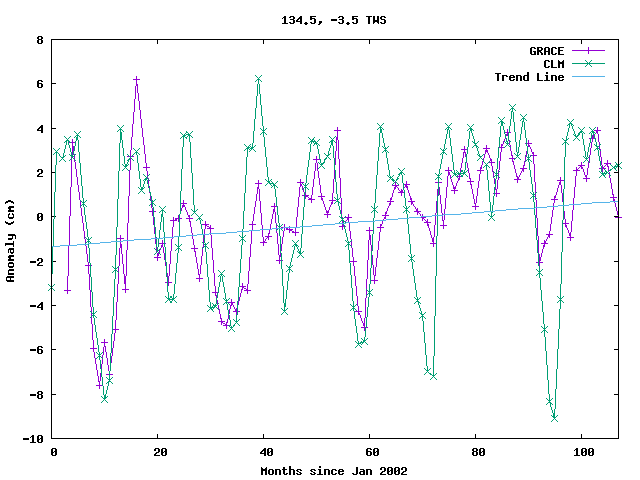 134.5, -3.5 TWS
GRACE
CLM
Trend Line
8
6
4
2
0
-2
-4
-6
-8
-10
Anomaly (cm)
0 20 40 60 80 100
Months since Jan 2002